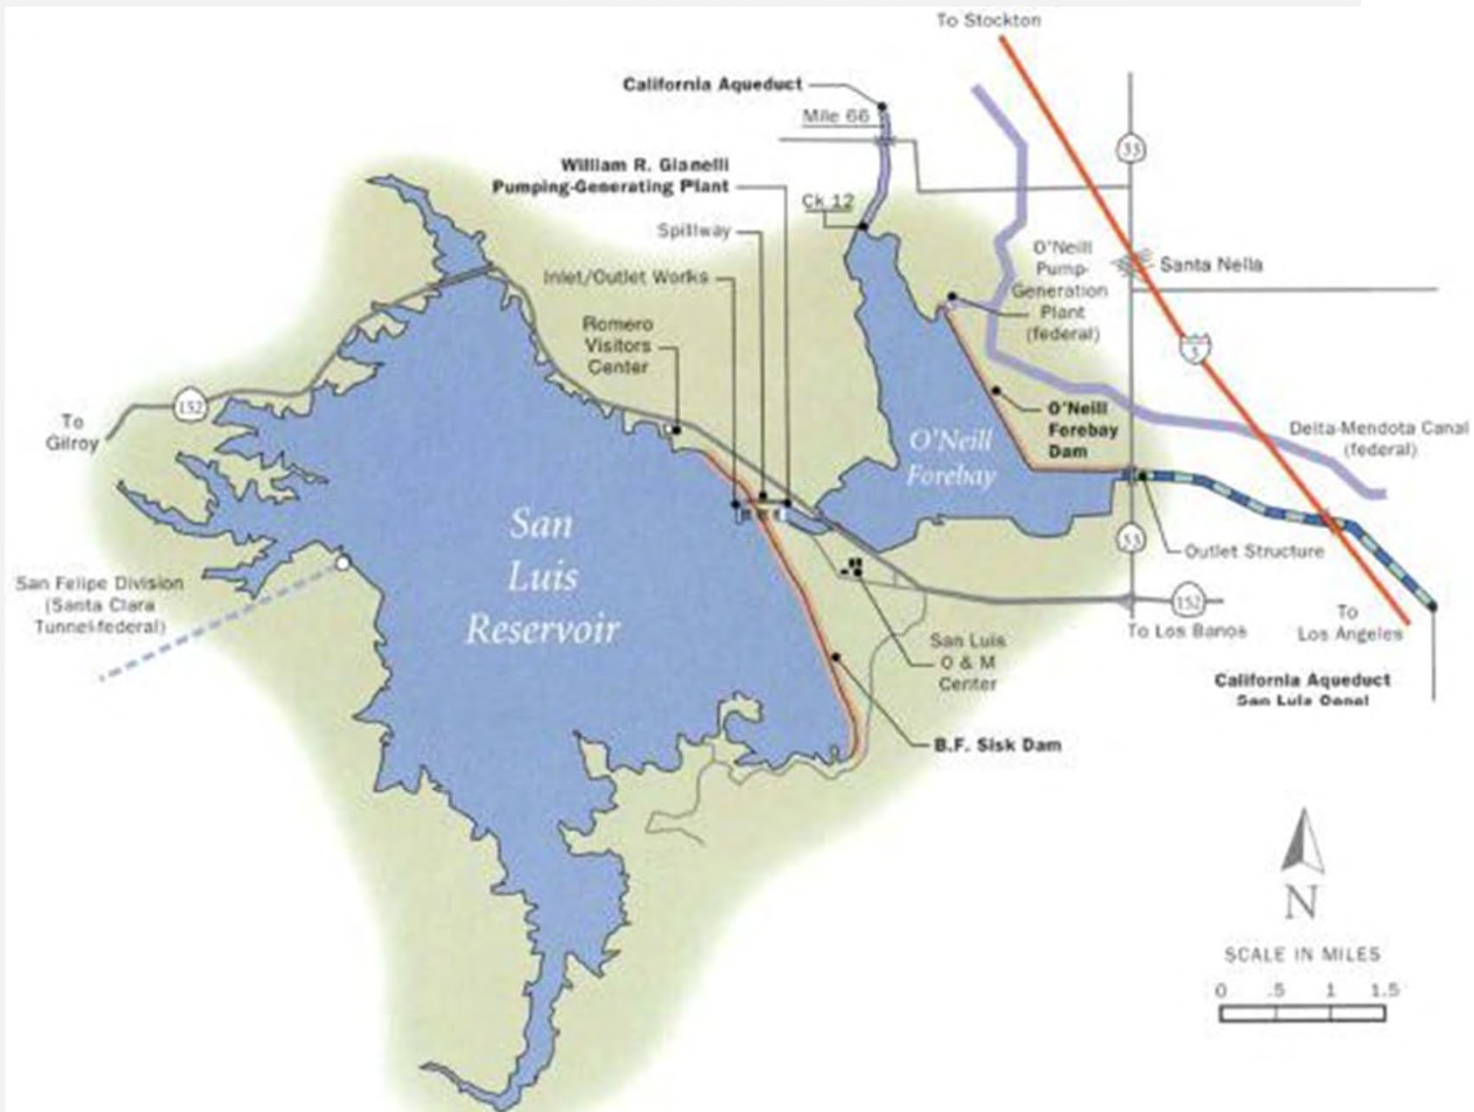 To Stockton
California Aqueduct
Mile 66
33
William R. Gianelli
Pumping-Generating Plant
Ck 12
Spillway
O'Neill
Pump-
Generation
Plant
(federal)
Santa Nella
Inlet/Outlet Works
Romero
Visitors
Center
5
152
To
Gilroy
O'Neill
Forebay
Dam
O'Neill
Forebay
Delta-Mendota Canal
(federal)
San
Luis
Reservoir
33
Outlet Structure
San Felipe Division
(Santa Clara
Tunnel-federal)
152
To Los Banos
To
Los Angeles
San Luis
O & M
Center
California Aqueduct
San Luis Canal
B.F. Sisk Dam
N
SCALE IN MILES
0 .5 1 1.5